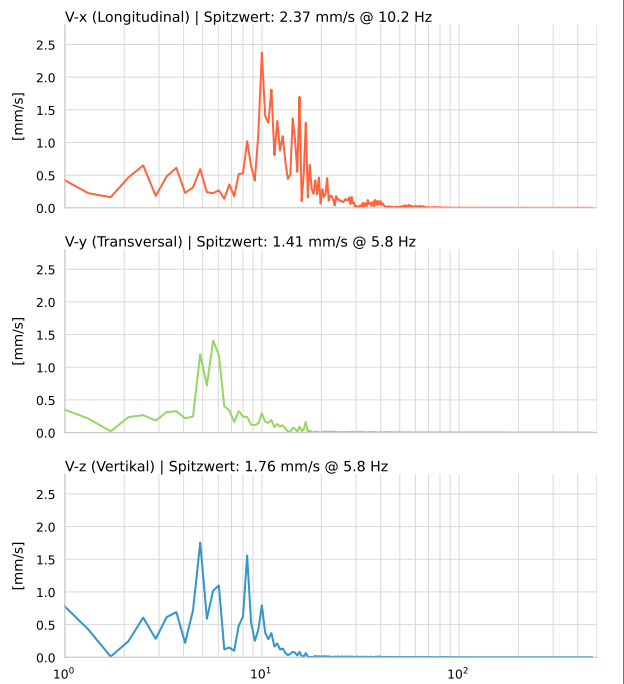 V-x (Longitudinal) | Spitzwert: 2.37 mm/s @ 10.2 Hz
2.5
2.0
1.5
1.0
0.5
0.0
[mm/s]
V-y (Transversal) | Spitzwert: 1.41 mm/s @ 5.8 Hz
2.5
2.0
1.5
1.0
0.5
0.0
[mm/s]
V-z (Vertikal) | Spitzwert: 1.76 mm/s @ 5.8 Hz
2.5
2.0
1.5
1.0
0.5
0.0
[mm/s]
10⁰ 10¹ 10²